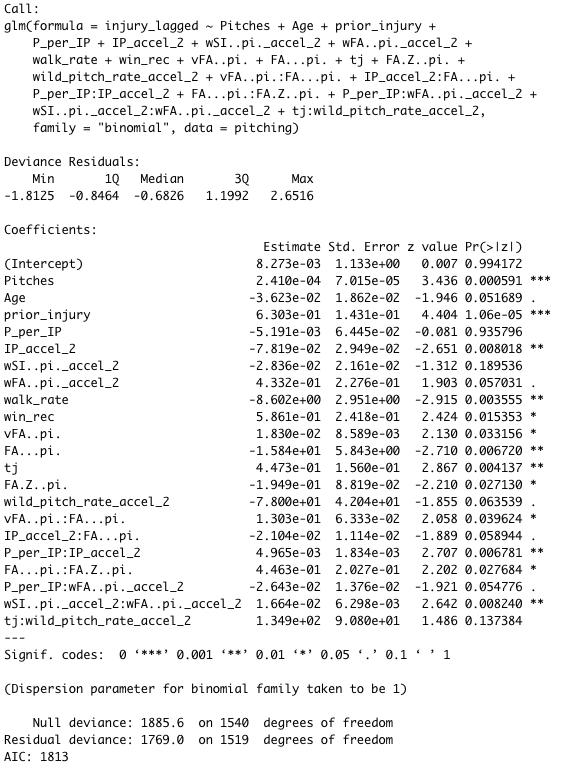 Call:
glm(formula = injury_lagged ~ Pitches + Age + prior_injury +
    P_per_IP + IP_accel_2 + wSI..pi._accel_2 + wFA..pi._accel_2 +
    walk_rate + win_rec + vFA..pi. + FA...pi. + tj + FA.Z..pi. +
    wild_pitch_rate_accel_2 + vFA..pi.:FA...pi. + IP_accel_2:FA...pi. +
    P_per_IP:IP_accel_2 + FA...pi.:FA.Z..pi. + P_per_IP:wFA..pi._accel_2 +
    wSI..pi._accel_2:wFA..pi._accel_2 + tj:wild_pitch_rate_accel_2,
    family = "binomial", data = pitching)

Deviance Residuals:
    Min      1Q  Median      3Q     Max
-1.8125 -0.8464 -0.6826  1.1992  2.6516

Coefficients:
                                    Estimate Std. Error z value Pr(>|z|)
(Intercept)                        8.273e-03  1.133e+00   0.007 0.994172
Pitches                            2.410e-04  7.015e-05   3.436 0.000591 ***
Age                               -3.623e-02  1.862e-02  -1.946 0.051689 .
prior_injury                       6.303e-01  1.431e-01   4.404 1.06e-05 ***
P_per_IP                          -5.191e-03  6.445e-02  -0.081 0.935796
IP_accel_2                        -7.819e-02  2.949e-02  -2.651 0.008018 **
wSI..pi._accel_2                  -2.836e-02  2.161e-02  -1.312 0.189536
wFA..pi._accel_2                   4.332e-01  2.276e-01   1.903 0.057031 .
walk_rate                         -8.602e+00  2.951e+00  -2.915 0.003555 **
win_rec                            5.861e-01  2.418e-01   2.424 0.015353 *
vFA..pi.                           1.830e-02  8.589e-03   2.130 0.033156 *
FA...pi.                          -1.584e+01  5.843e+00  -2.710 0.006720 **
tj                                 4.473e-01  1.560e-01   2.867 0.004137 **
FA.Z..pi.                         -1.949e-01  8.819e-02  -2.210 0.027130 *
wild_pitch_rate_accel_2           -7.800e+01  4.204e+01  -1.855 0.063539 .
vFA..pi.:FA...pi.                  1.303e-01  6.333e-02   2.058 0.039624 *
IP_accel_2:FA...pi.               -2.104e-02  1.114e-02  -1.889 0.058944 .
P_per_IP:IP_accel_2                4.965e-03  1.834e-03   2.707 0.006781 **
FA...pi.:FA.Z..pi.                 4.463e-01  2.027e-01   2.202 0.027684 *
P_per_IP:wFA..pi._accel_2         -2.643e-02  1.376e-02  -1.921 0.054776 .
wSI..pi._accel_2:wFA..pi._accel_2  1.664e-02  6.298e-03   2.642 0.008240 **
tj:wild_pitch_rate_accel_2         1.349e+02  9.080e+01   1.486 0.137384
---
Signif. codes:  0 ‘***’ 0.001 ‘**’ 0.01 ‘*’ 0.05 ‘.’ 0.1 ‘ ’ 1

(Dispersion parameter for binomial family taken to be 1)

    Null deviance: 1885.6  on 1540  degrees of freedom
Residual deviance: 1769.0  on 1519  degrees of freedom
AIC: 1813